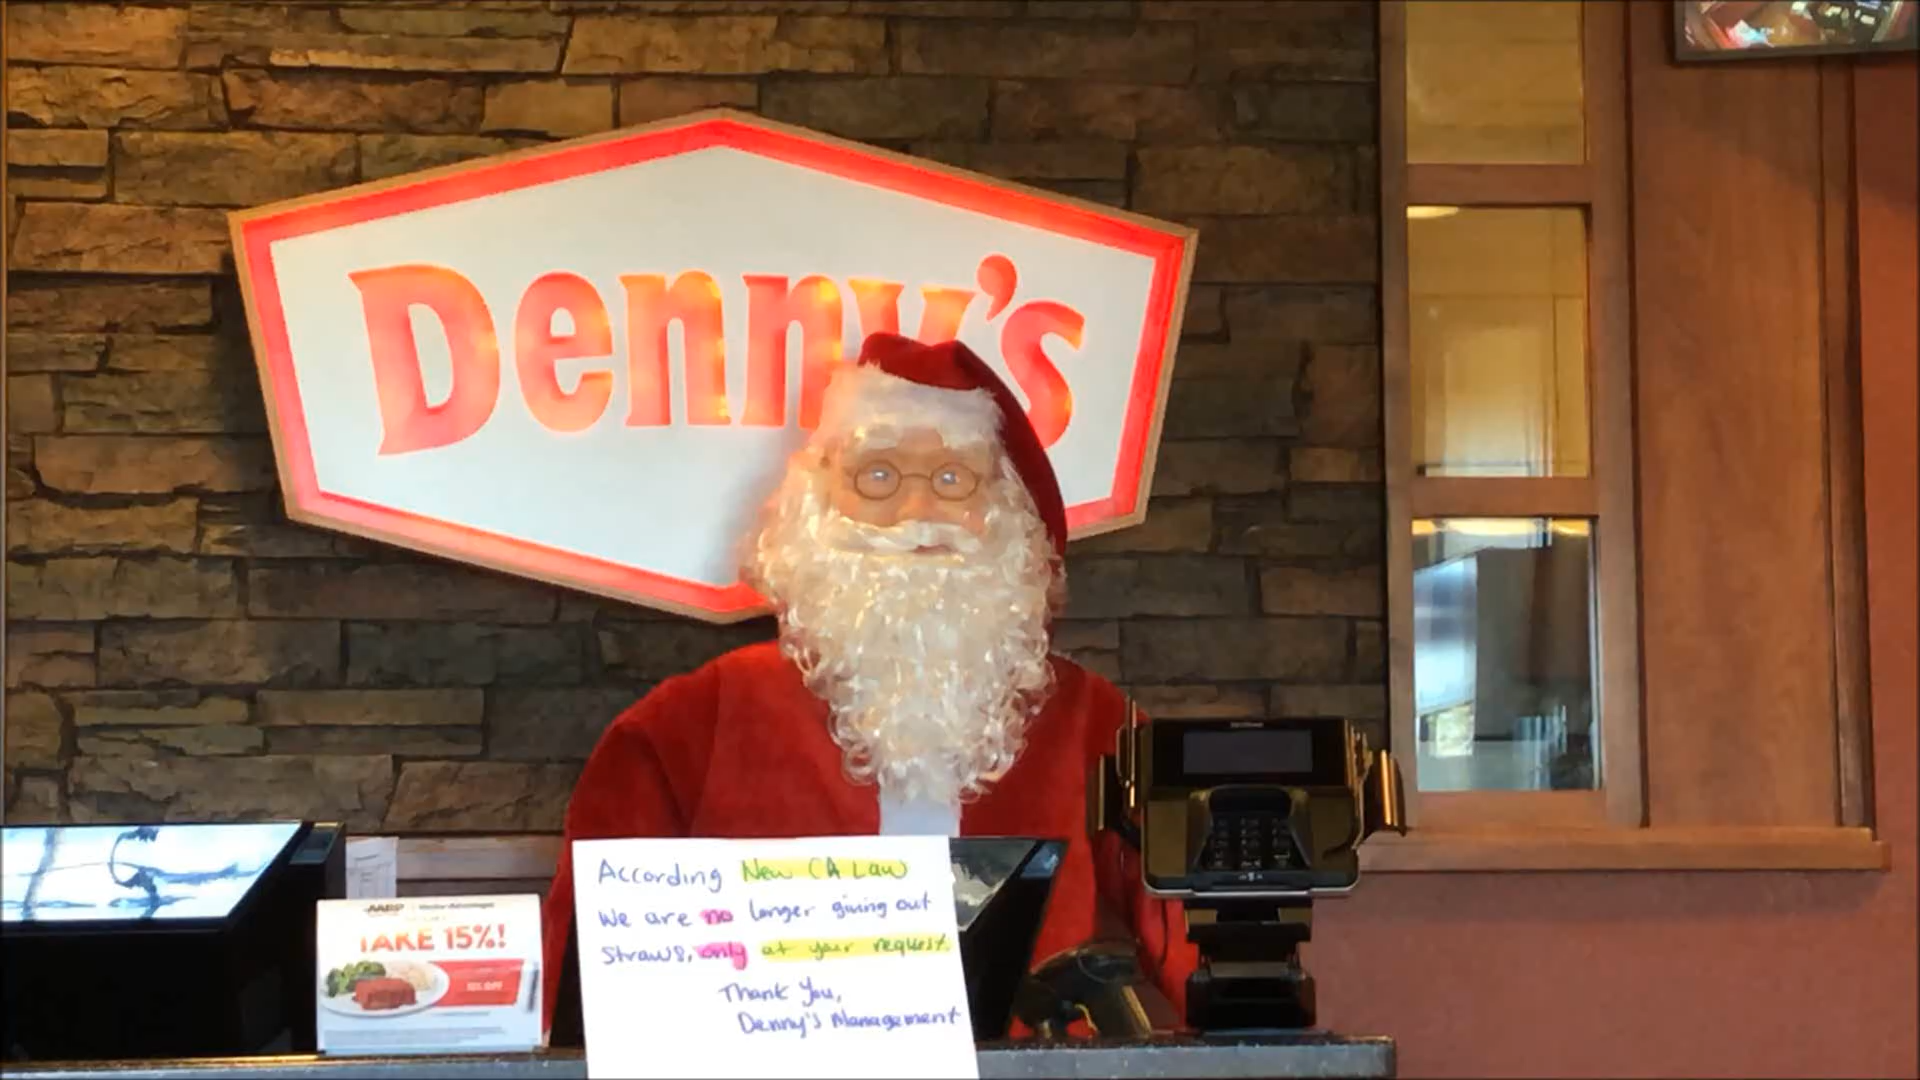 Denny's
According New CA Law
We are no longer giving out
Straws, only at your request.
Thank You,
Denny's Management
AARP
TAKE 15%!